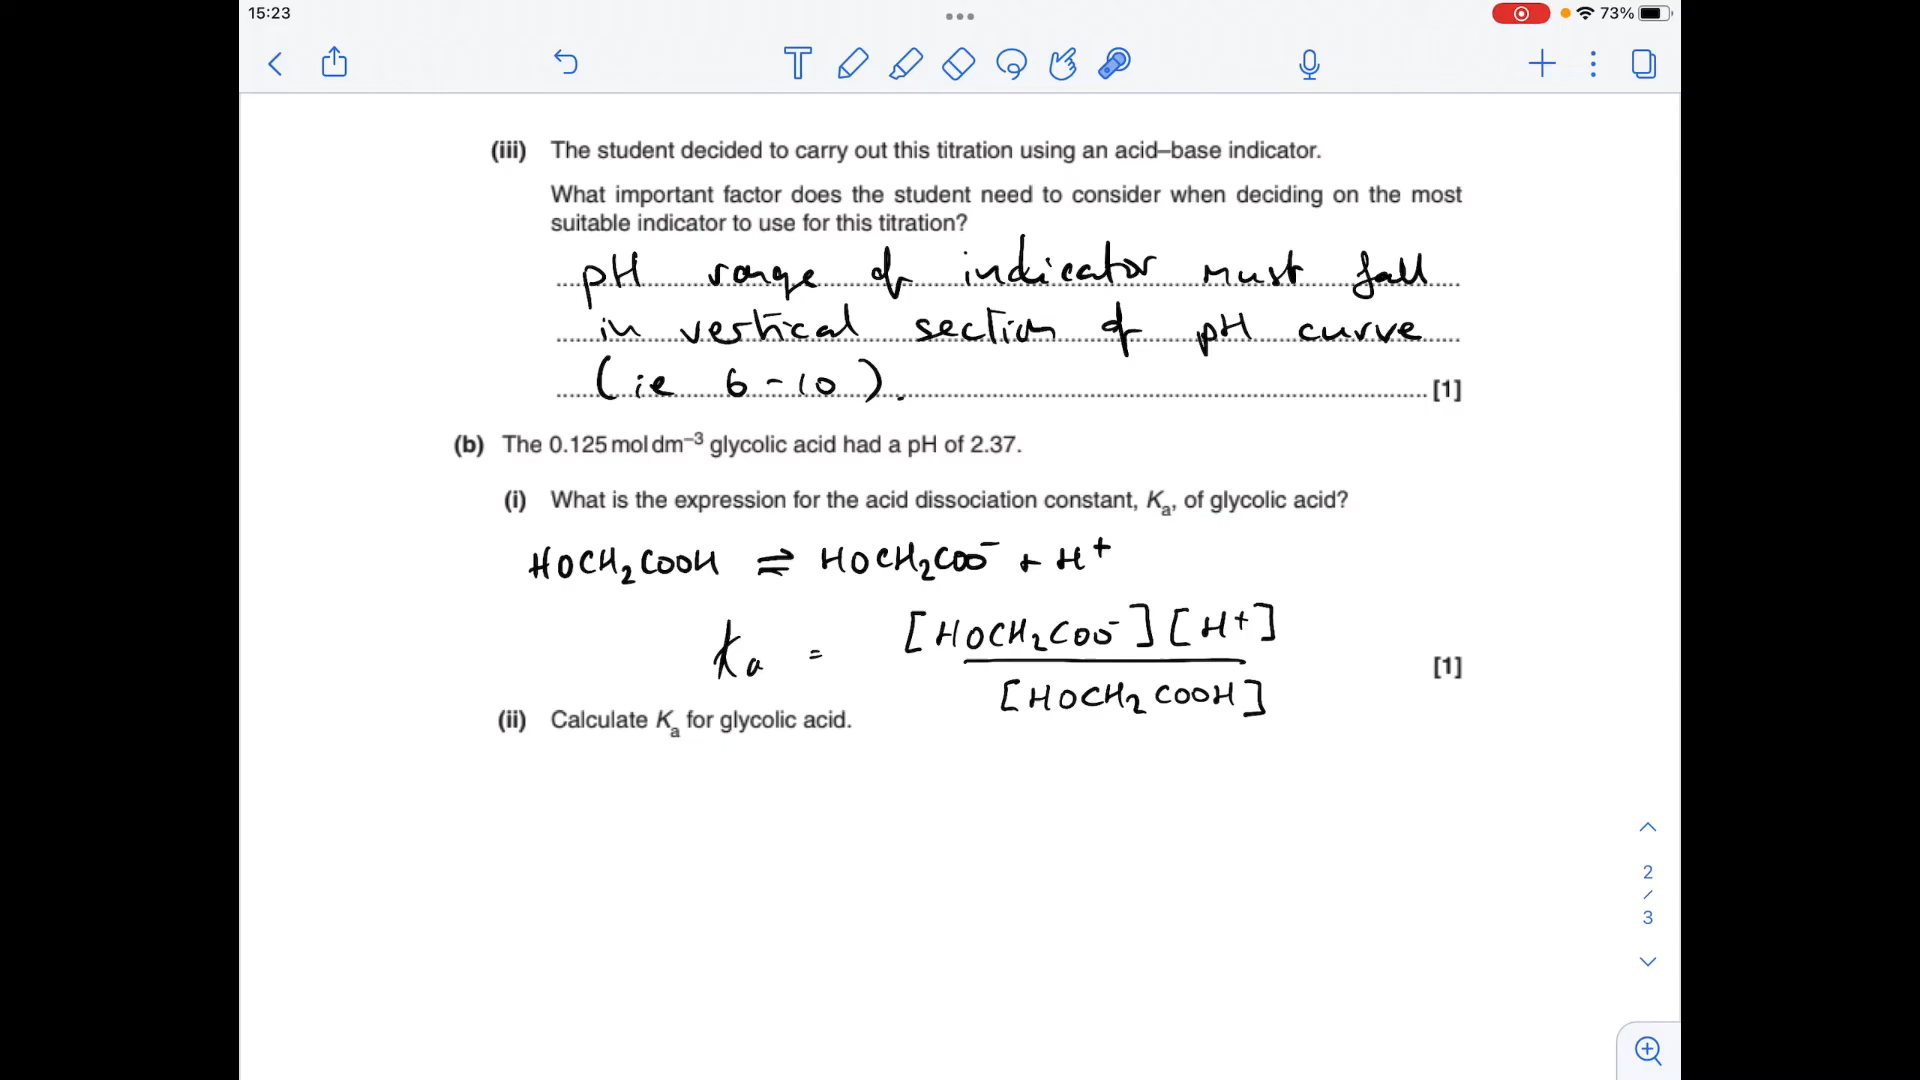 15:23
73%
T
(iii) The student decided to carry out this titration using an acid–base indicator.
What important factor does the student need to consider when deciding on the most
suitable indicator to use for this titration?
pH range of indicator must fall
in vertical section of pH curve
(ie 6-10).
[1]
(b) The 0.125 mol dm⁻³ glycolic acid had a pH of 2.37.
(i) What is the expression for the acid dissociation constant, Kₐ, of glycolic acid?
HOCH₂COOH ⇌ HOCH₂COO⁻ + H⁺
Kₐ = [HOCH₂COO⁻][H⁺]
[HOCH₂COOH]
[1]
(ii) Calculate Kₐ for glycolic acid.
2
/
3